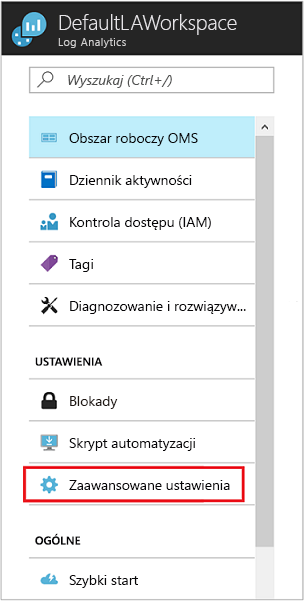 DefaultLAWorkspace
Log Analytics
Wyszukaj (Ctrl+/)
Obszar roboczy OMS
Dziennik aktywności
Kontrola dostępu (IAM)
Tagi
Diagnozowanie i rozwiązyw...
USTAWIENIA
Blokady
Skrypt automatyzacji
Zaawansowane ustawienia
OGÓLNE
Szybki start